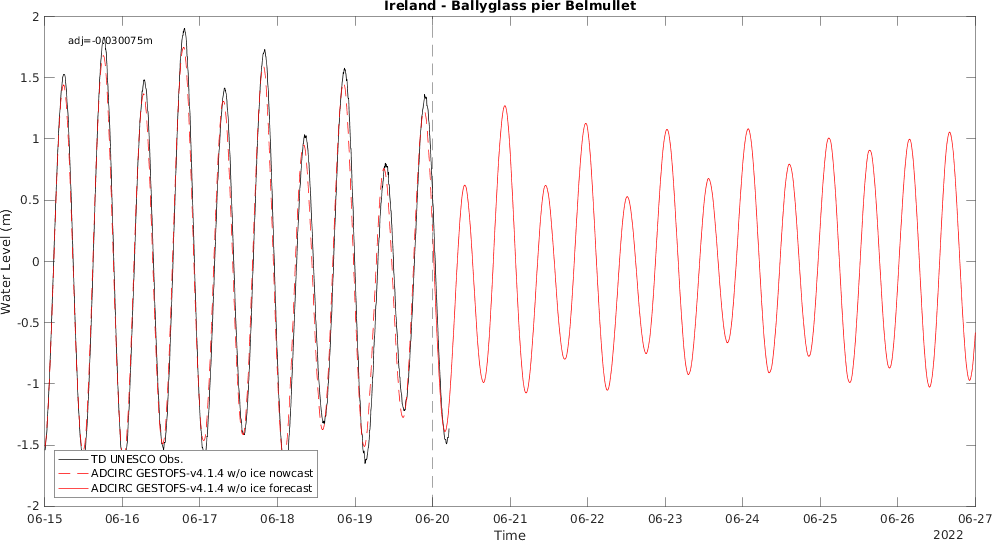 Ireland - Ballyglass pier Belmullet
adj=-0.030075m
2
1.5
1
0.5
0
-0.5
-1
-1.5
-2
Water Level (m)
TD UNESCO Obs.
ADCIRC GESTOFS-v4.1.4 w/o ice nowcast
ADCIRC GESTOFS-v4.1.4 w/o ice forecast
06-15 06-16 06-17 06-18 06-19 06-20 06-21 06-22 06-23 06-24 06-25 06-26 06-27
Time
2022